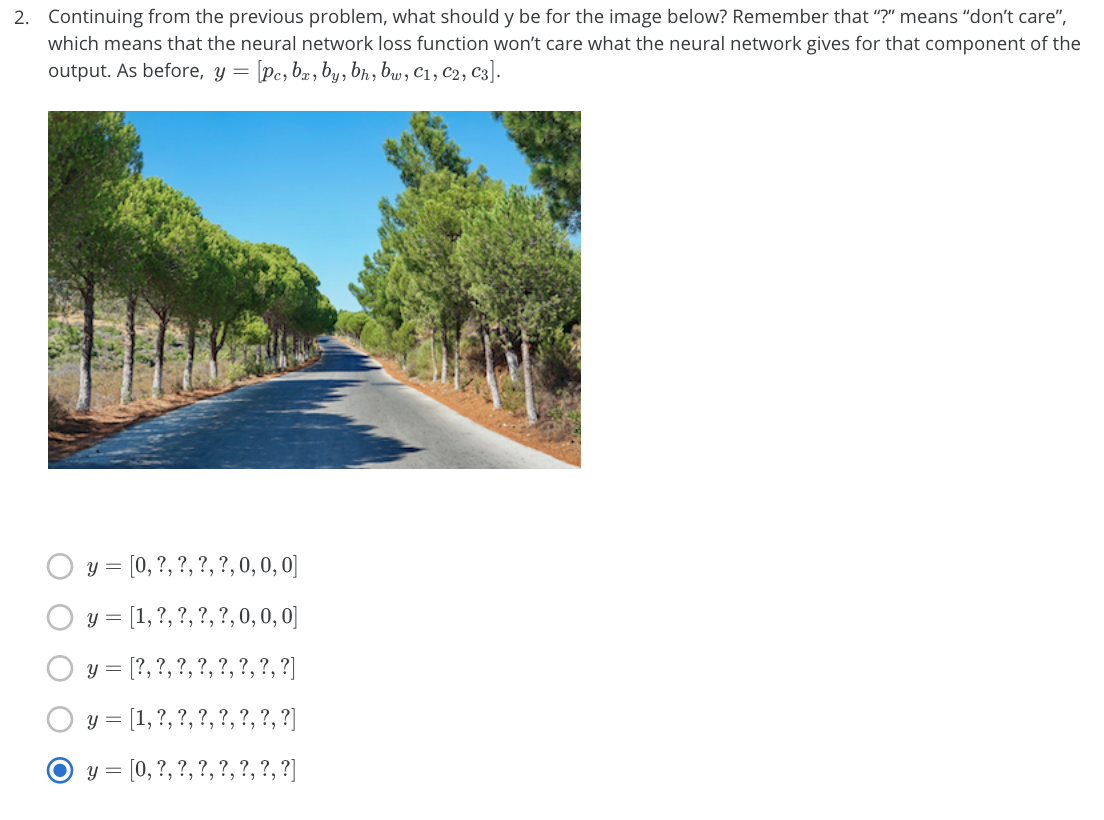 2. Continuing from the previous problem, what should y be for the image below? Remember that “?” means “don’t care”,
which means that the neural network loss function won’t care what the neural network gives for that component of the
output. As before, y = [p_c, b_x, b_y, b_h, b_w, c_1, c_2, c_3].
y = [0, ?, ?, ?, ?, 0, 0, 0]
y = [1, ?, ?, ?, ?, 0, 0, 0]
y = [?, ?, ?, ?, ?, ?, ?, ?]
y = [1, ?, ?, ?, ?, ?, ?, ?]
y = [0, ?, ?, ?, ?, ?, ?, ?]